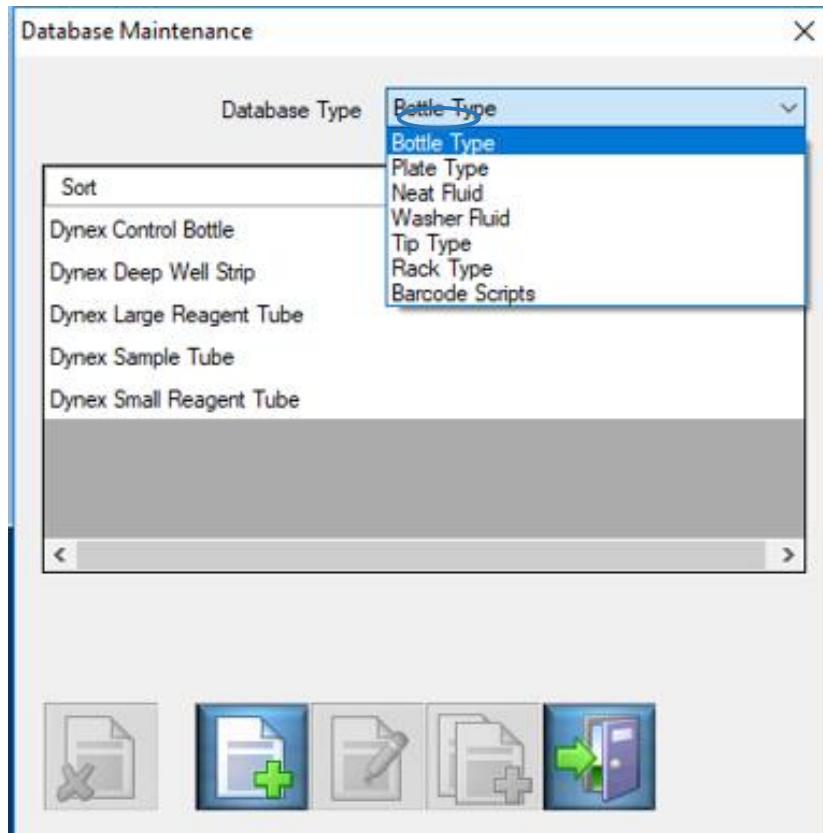 Database Maintenance
Database Type
Bottle Type
Bottle Type
Plate Type
Neat Fluid
Washer Fluid
Tip Type
Rack Type
Barcode Scripts
Sort
Dynex Control Bottle
Dynex Deep Well Strip
Dynex Large Reagent Tube
Dynex Sample Tube
Dynex Small Reagent Tube